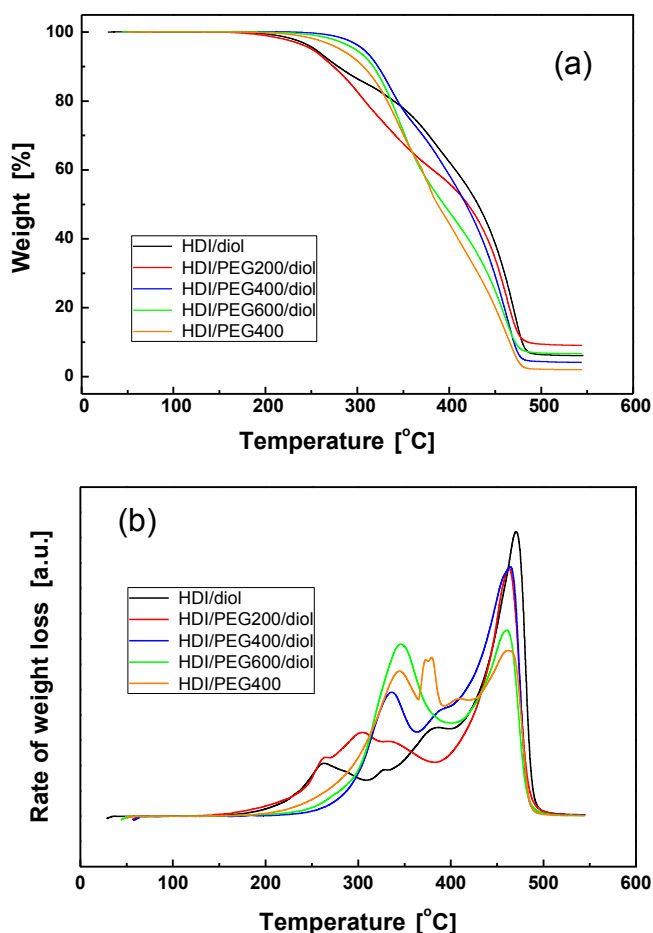 (a)
100
80
60
40
20
0
Weight [%]
HDI/diol
HDI/PEG200/diol
HDI/PEG400/diol
HDI/PEG600/diol
HDI/PEG400
0 100 200 300 400 500 600
Temperature [°C]
(b)
Rate of weight loss [a.u.]
HDI/diol
HDI/PEG200/diol
HDI/PEG400/diol
HDI/PEG600/diol
HDI/PEG400
0 100 200 300 400 500 600
Temperature [°C]